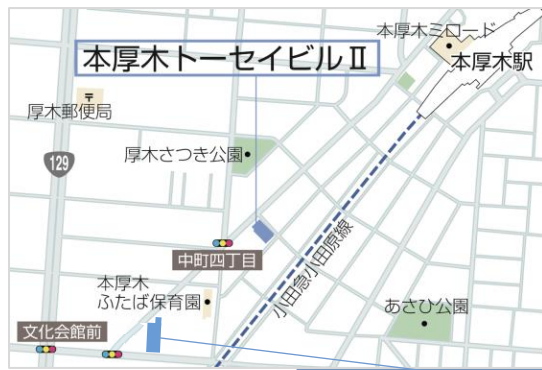 本厚木ミロード
本厚木トーセイビルⅡ
本厚木駅
〒
厚木郵便局
129
厚木さつき公園
中町四丁目
小田急小田原線
本厚木
ふたば保育園
あさひ公園
文化会館前